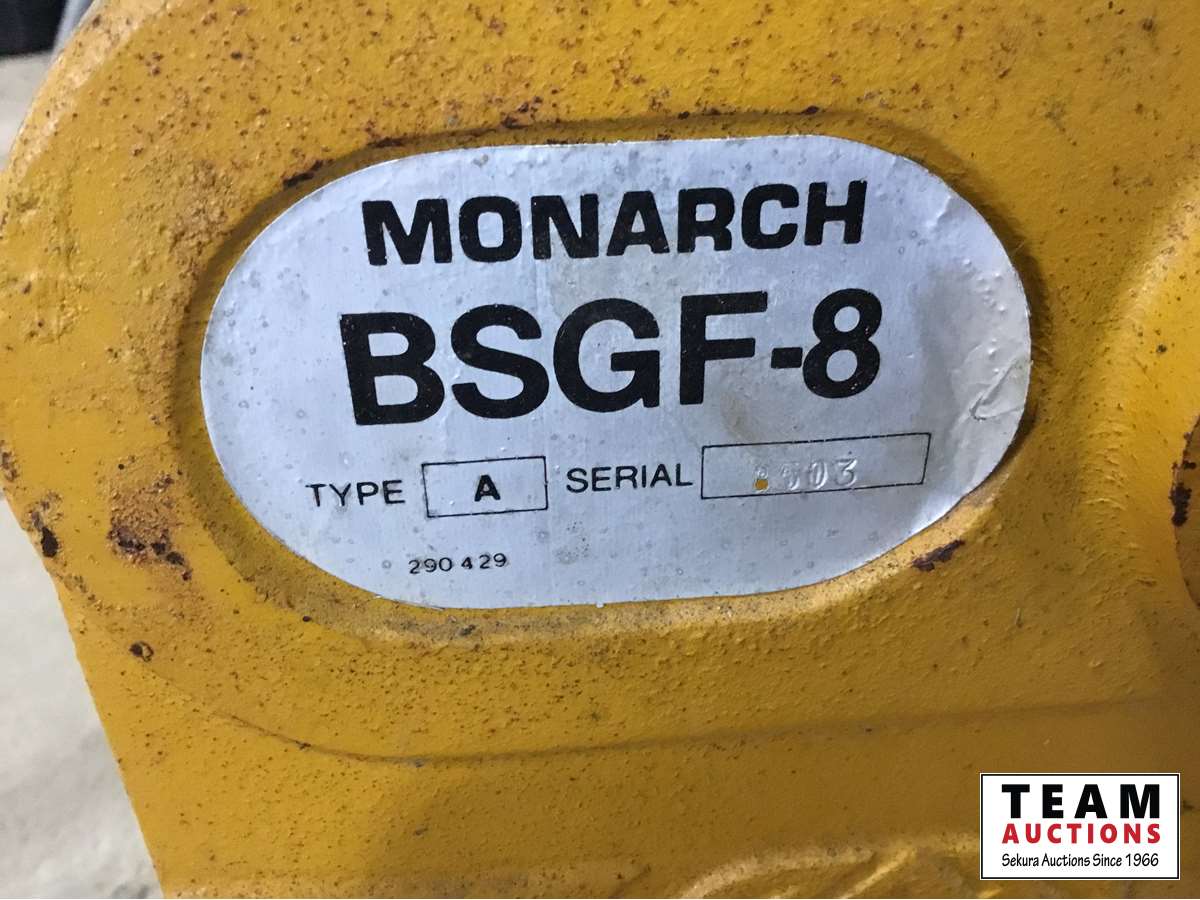 MONARCH
BSGF-8
TYPE A SERIAL
290 429
TEAM
AUCTIONS
Sekura Auctions Since 1966